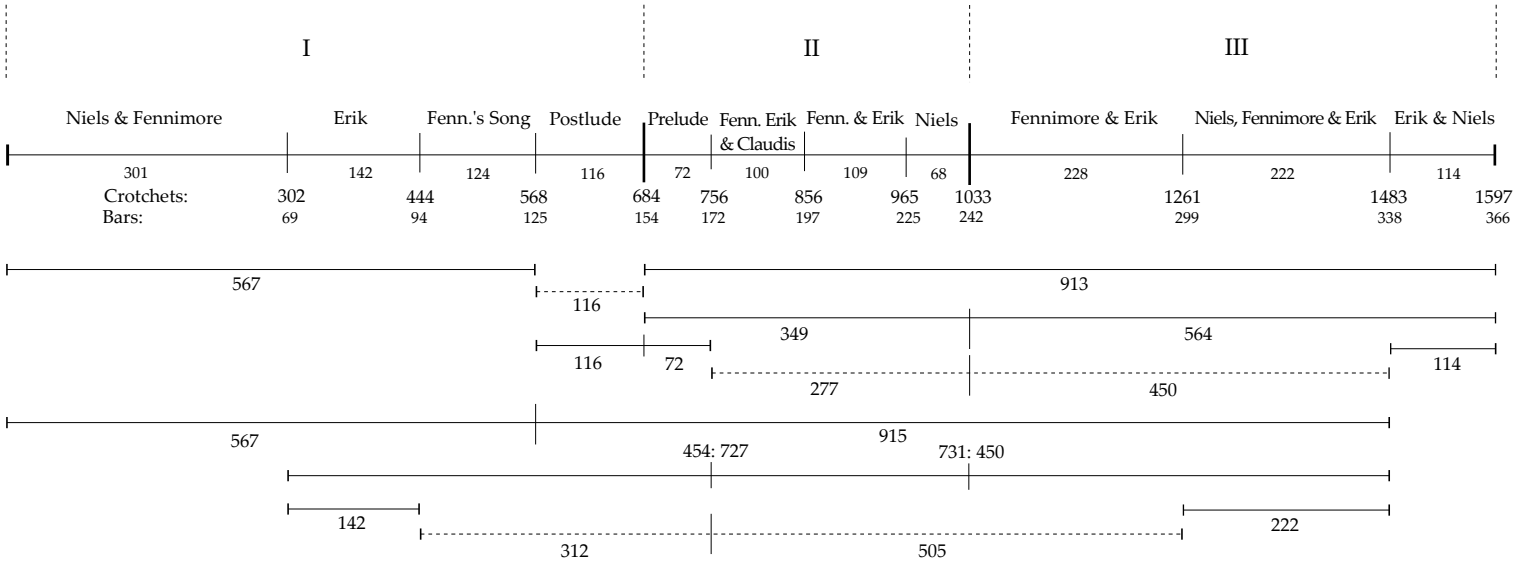 I II III
Niels & Fennimore Erik Fenn.'s Song Postlude Prelude Fenn. Erik Fenn. & Erik Niels Fennimore & Erik Niels, Fennimore & Erik Erik & Niels
& Claudis
301 142 124 116 72 100 109 68 228 222 114
Crotchets: 302 444 568 684 756 856 965 1033 1261 1483 1597
Bars: 69 94 125 154 172 197 225 242 299 338 366
567 913
116
349 564
116 72 114
277 450
567 915
454: 727 731: 450
142 222
312 505